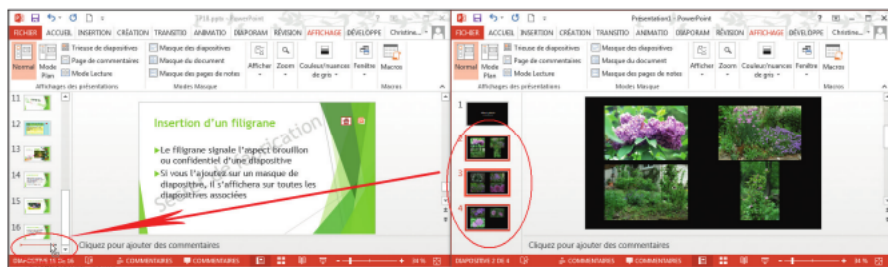 JP18.pptx - PowerPoint
FICHIER ACCUEIL INSERTION CRÉATION TRANSITIO ANIMATIO DIAPORAM RÉVISION AFFICHAGE DÉVELOPPE Christine...
Normal Mode Plan
Trieuse de diapositives
Page de commentaires
Mode Lecture
Affichages des présentations
Masque des diapositives
Masque du document
Masque des pages de notes
Modes Masque
Afficher Zoom Couleur/nuances de gris Fenêtre Macros
Macros
11
12
13
14
15
16
Insertion d'un filigrane
Le filigrane signale l'aspect brouillon
ou confidentiel d'une diapositive
Si vous l'ajoutez sur un masque de
diapositive, il s'affichera sur toutes les
diapositives associées
Cliquez pour ajouter des commentaires
COMMENTAIRES COMMENTAIRES 34 %
Présentation1 - PowerPoint
FICHIER ACCUEIL INSERTION CRÉATION TRANSITIO ANIMATIO DIAPORAM RÉVISION AFFICHAGE DÉVELOPPE Christine...
Normal Mode Plan
Trieuse de diapositives
Page de commentaires
Mode Lecture
Affichages des présentations
Masque des diapositives
Masque du document
Masque des pages de notes
Modes Masque
Afficher Zoom Couleur/nuances de gris Fenêtre Macros
Macros
1
3
4
Cliquez pour ajouter des commentaires
DIAPOSITIVE 2 DE 4 COMMENTAIRES COMMENTAIRES 34 %